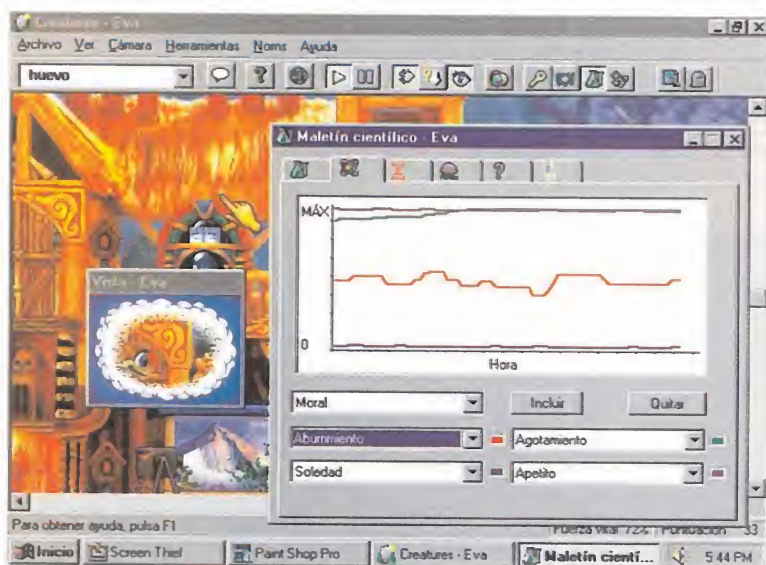 Creatures - Eva
Archivo Ver Cámara Herramientas Norns Ayuda
huevo
Maletín científico - Eva
MÁX
Vista - Eva
0
Hora
Moral
Incluir
Quitar
Aburrimiento
Agotamiento
Soledad
Apetito
Para obtener ayuda, pulsa F1
Fuerza vital 72% Puntuación 33
Inicio
Screen Thief
Paint Shop Pro
Creatures - Eva
Maletín cientí...
5:44 PM